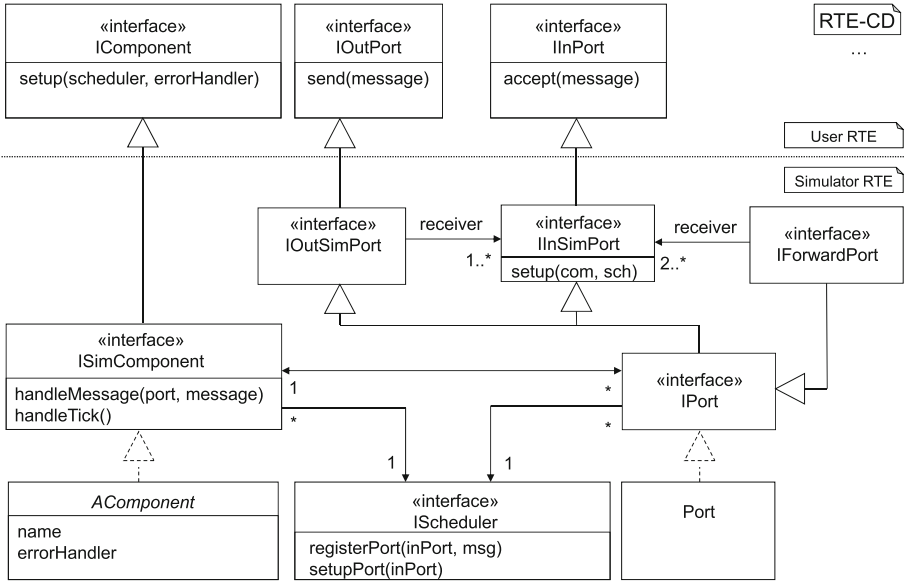 «interface»
IComponent
setup(scheduler, errorHandler)
«interface»
IOutPort
send(message)
«interface»
IInPort
accept(message)
RTE-CD
...
User RTE
Simulator RTE
«interface»
IOutSimPort
receiver
1..*
«interface»
IInSimPort
setup(com, sch)
receiver
2..*
«interface»
IForwardPort
«interface»
ISimComponent
handleMessage(port, message)
handleTick()
1
*
*
*
«interface»
IPort
1
1
AComponent
name
errorHandler
«interface»
IScheduler
registerPort(inPort, msg)
setupPort(inPort)
Port